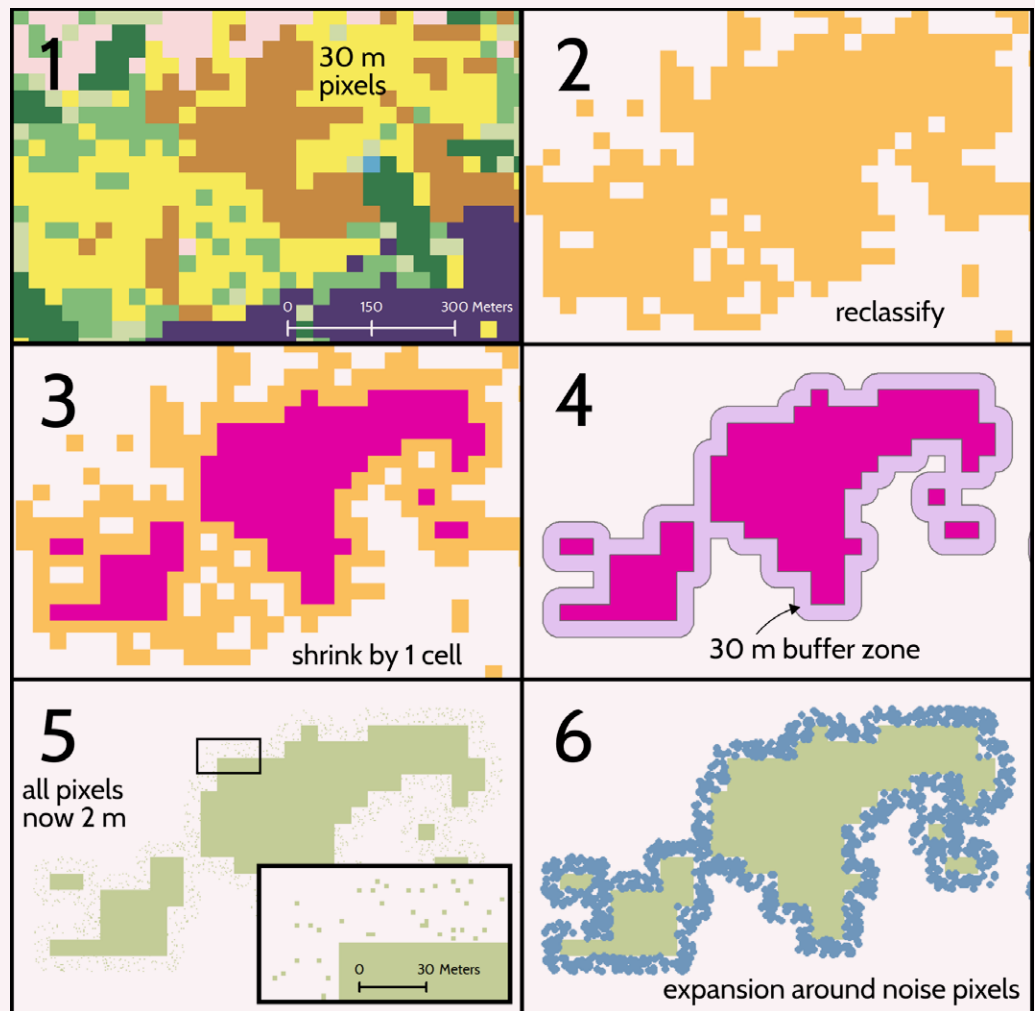 1
30 m
pixels
0 150 300 Meters
2
reclassify
3
shrink by 1 cell
4
30 m buffer zone
5
all pixels
now 2 m
0 30 Meters
6
expansion around noise pixels